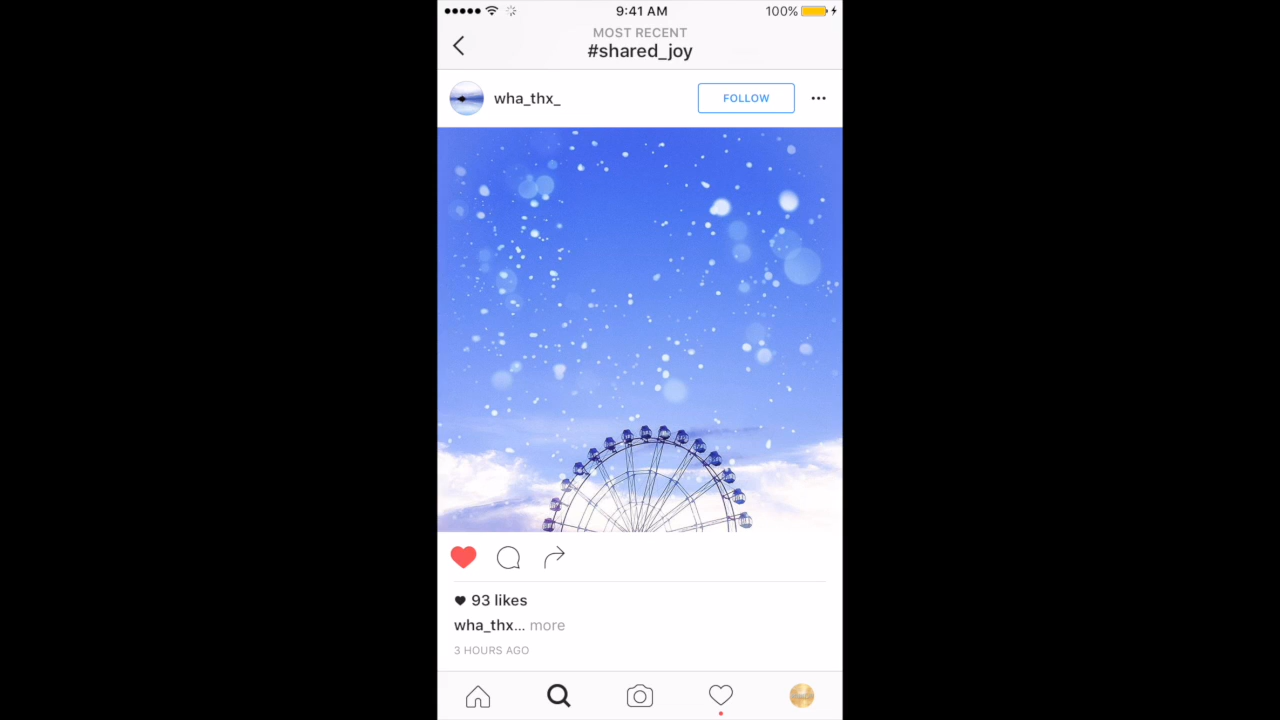 9:41 AM
100%
MOST RECENT
#shared_joy
wha_thx_
FOLLOW
93 likes
wha_thx... more
3 HOURS AGO